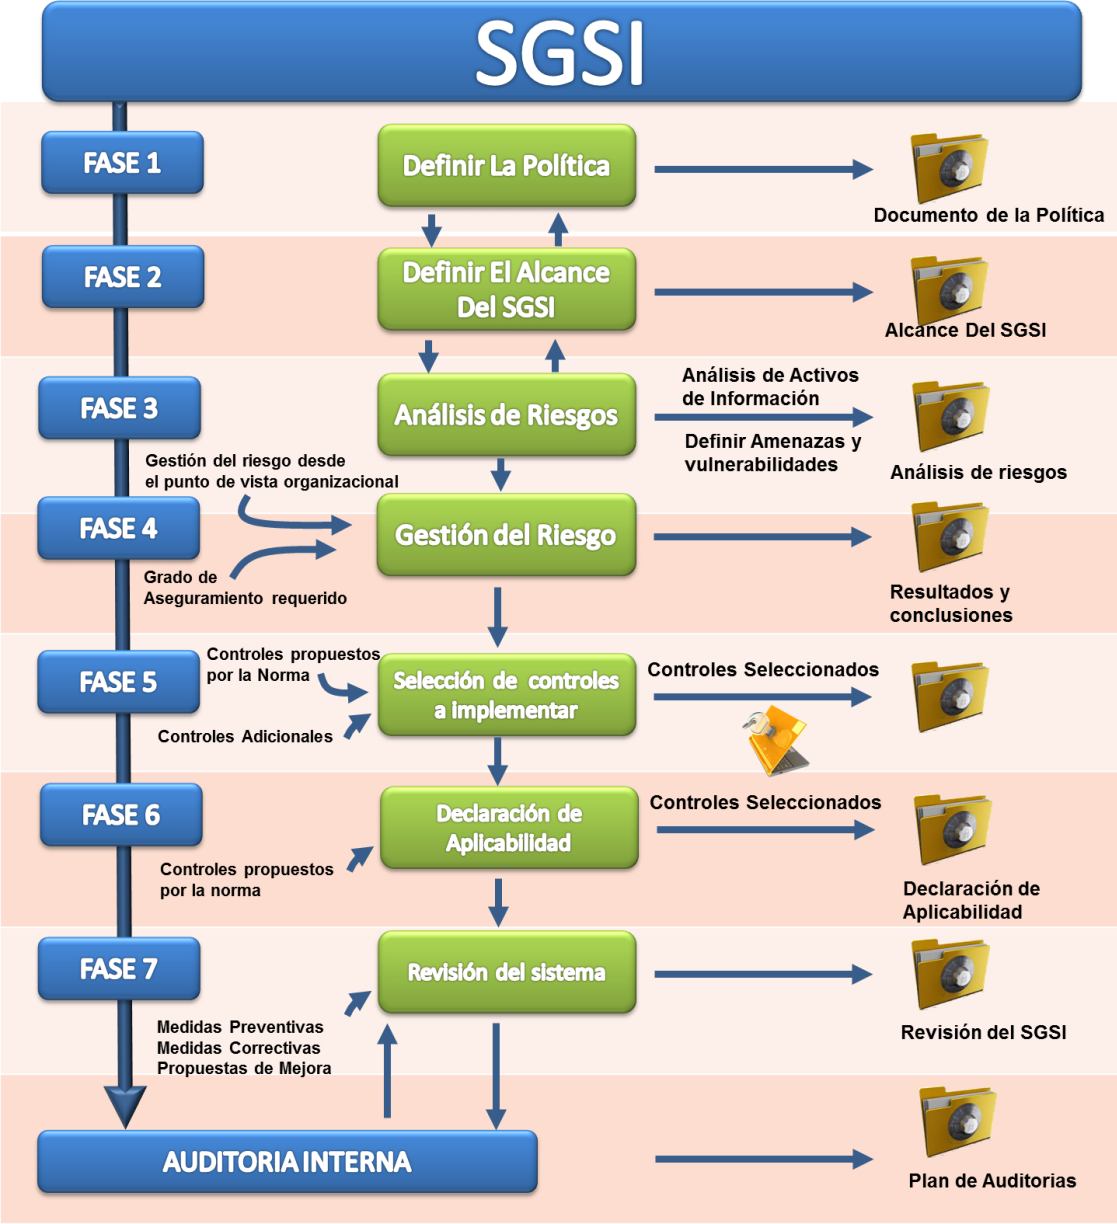 SGSI
FASE 1
Definir La Política
Documento de la Política
FASE 2
Definir El Alcance
Del SGSI
Alcance Del SGSI
FASE 3
Análisis de Riesgos
Análisis de Activos
de Información
Definir Amenazas y
vulnerabilidades
Análisis de riesgos
Gestión del riesgo desde
el punto de vista organizacional
FASE 4
Gestión del Riesgo
Grado de
Aseguramiento requerido
Resultados y
conclusiones
Controles propuestos
por la Norma
FASE 5
Selección de controles
a implementar
Controles Seleccionados
Controles Adicionales
FASE 6
Declaración de
Aplicabilidad
Controles Seleccionados
Controles propuestos
por la norma
Declaración de
Aplicabilidad
FASE 7
Revisión del sistema
Medidas Preventivas
Medidas Correctivas
Propuestas de Mejora
Revisión del SGSI
AUDITORIA INTERNA
Plan de Auditorias